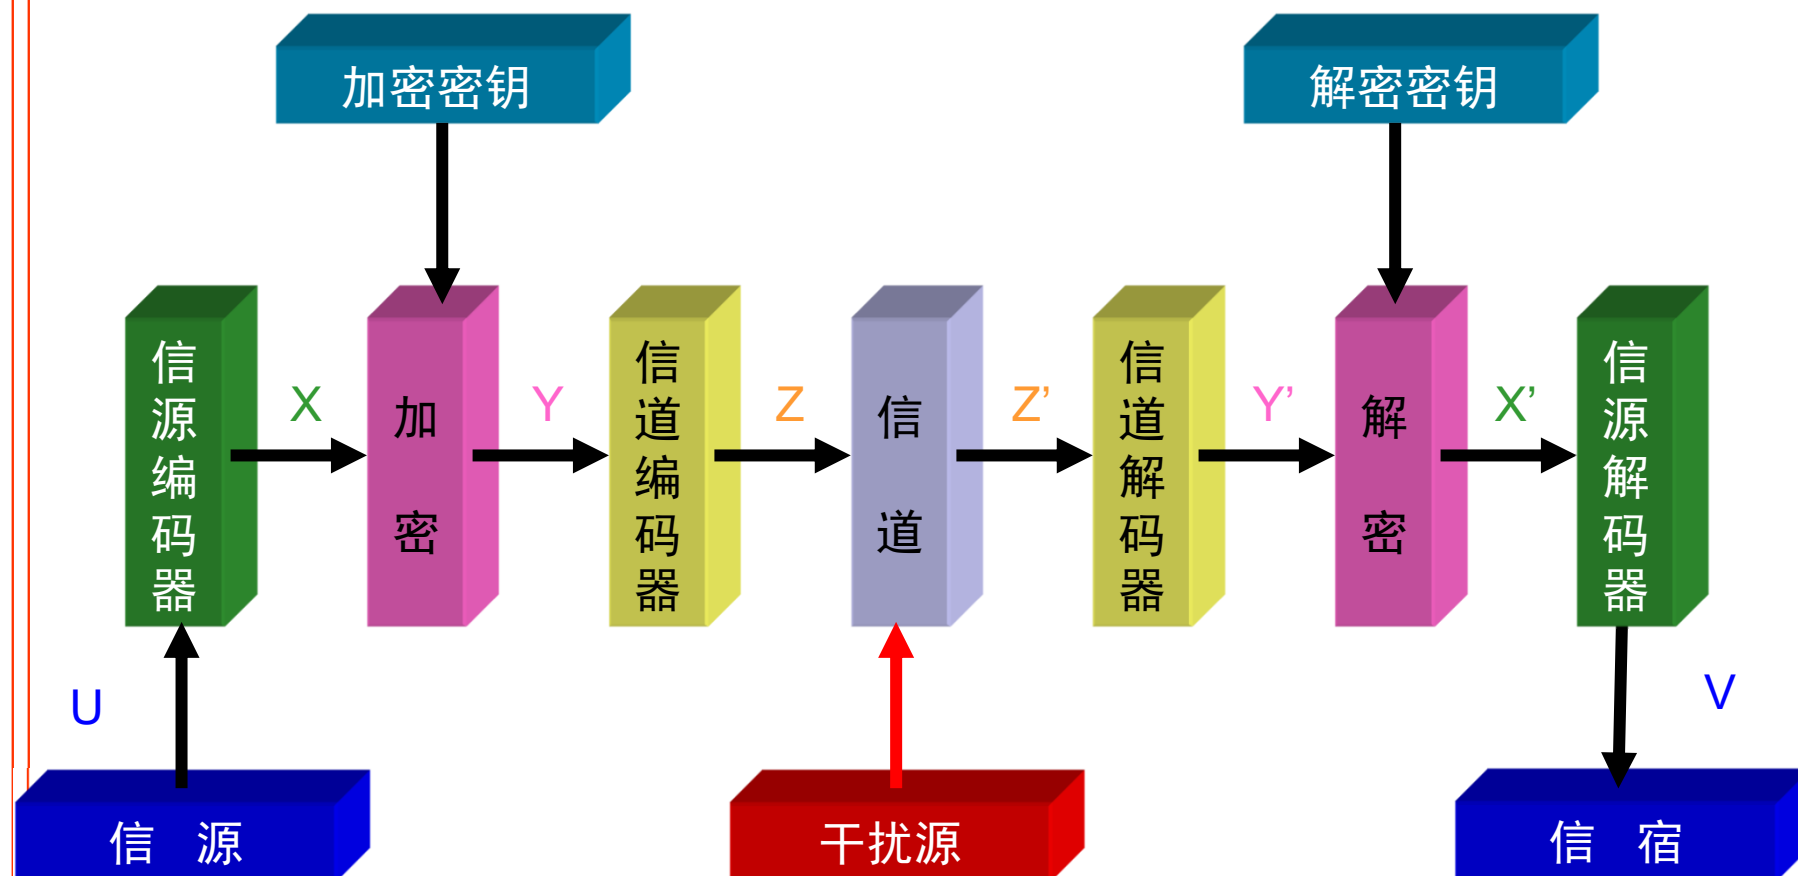 加密密钥
解密密钥
信源编码器
X
加密
Y
信道编码器
Z
信道
Z’
信道解码器
Y’
解密
X’
信源解码器
U
V
信 源
干扰源
信 宿